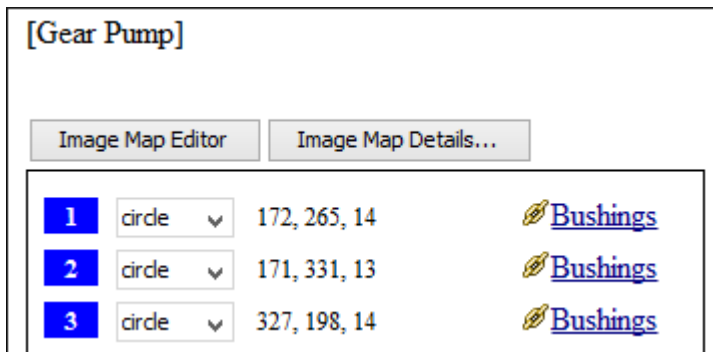 [Gear Pump]
Image Map Editor Image Map Details...
1 circle 172, 265, 14 Bushings
2 circle 171, 331, 13 Bushings
3 circle 327, 198, 14 Bushings